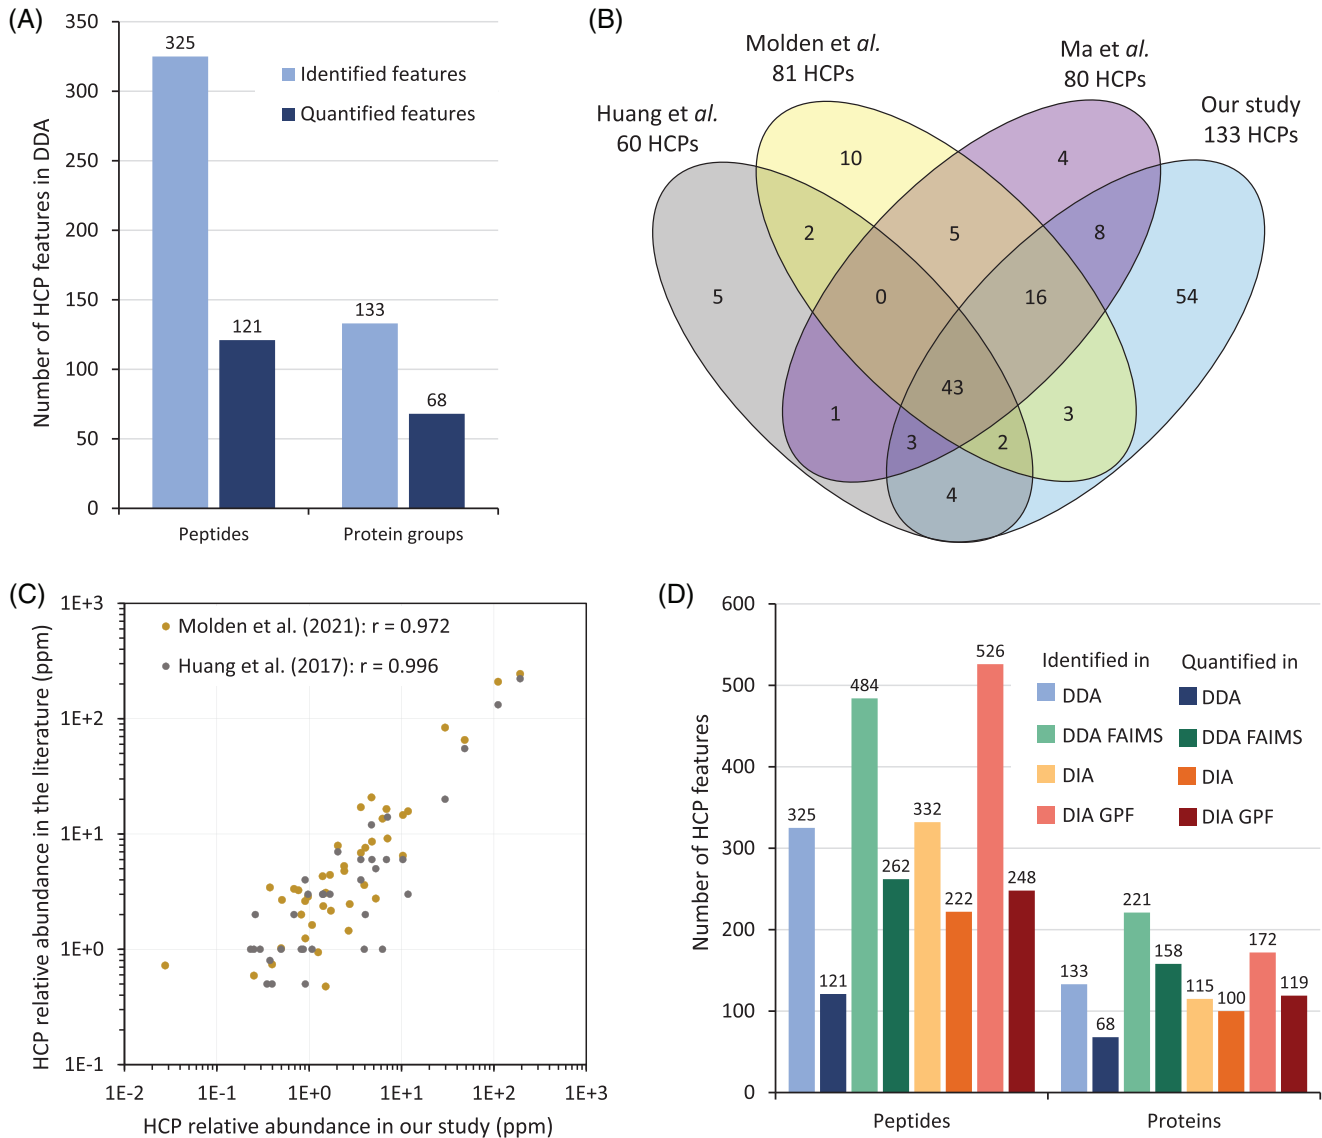 (A)
Number of HCP features in DDA
350
300
250
200
150
100
50
0
325
121
133
68
Identified features
Quantified features
Peptides
Protein groups
(B)
Huang et al.
60 HCPs
Molden et al.
81 HCPs
Ma et al.
80 HCPs
Our study
133 HCPs
10
4
2
5
8
5
0
16
54
43
1
3
3
2
4
(C)
HCP relative abundance in the literature (ppm)
1E+3
1E+2
1E+1
1E+0
1E-1
Molden et al. (2021): r = 0.972
Huang et al. (2017): r = 0.996
1E-2
1E-1
1E+0
1E+1
1E+2
1E+3
HCP relative abundance in our study (ppm)
(D)
Number of HCP features
600
500
400
300
200
100
0
Identified in
DDA
DDA FAIMS
DIA
DIA GPF
Quantified in
DDA
DDA FAIMS
DIA
DIA GPF
325
121
484
262
332
222
526
248
133
68
221
158
115
100
172
119
Peptides
Proteins